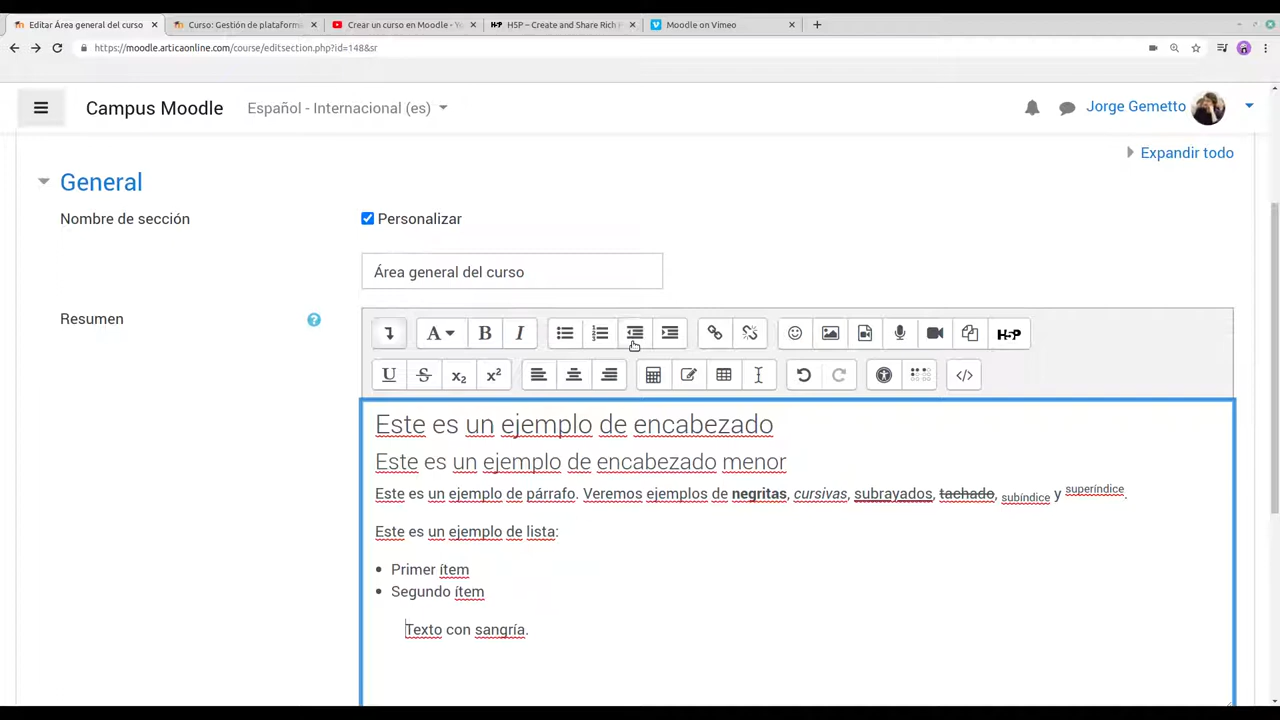 Editar Área general del curso
Curso: Gestión de plataform
Crear un curso en Moodle - Yo
H5P – Create and Share Rich H
Moodle on Vimeo
https://moodle.articaonline.com/course/editsection.php?id=148&sr
Campus Moodle
Español - Internacional (es)
Jorge Gemetto
Expandir todo
General
Nombre de sección
Personalizar
Área general del curso
Resumen
A B I H5P
U S x₂ x²
</>
Este es un ejemplo de encabezado
Este es un ejemplo de encabezado menor
Este es un ejemplo de párrafo. Veremos ejemplos de negritas, cursivas, subrayados, tachado, subíndice y superíndice.
Este es un ejemplo de lista:
• Primer ítem
• Segundo ítem
Texto con sangría.